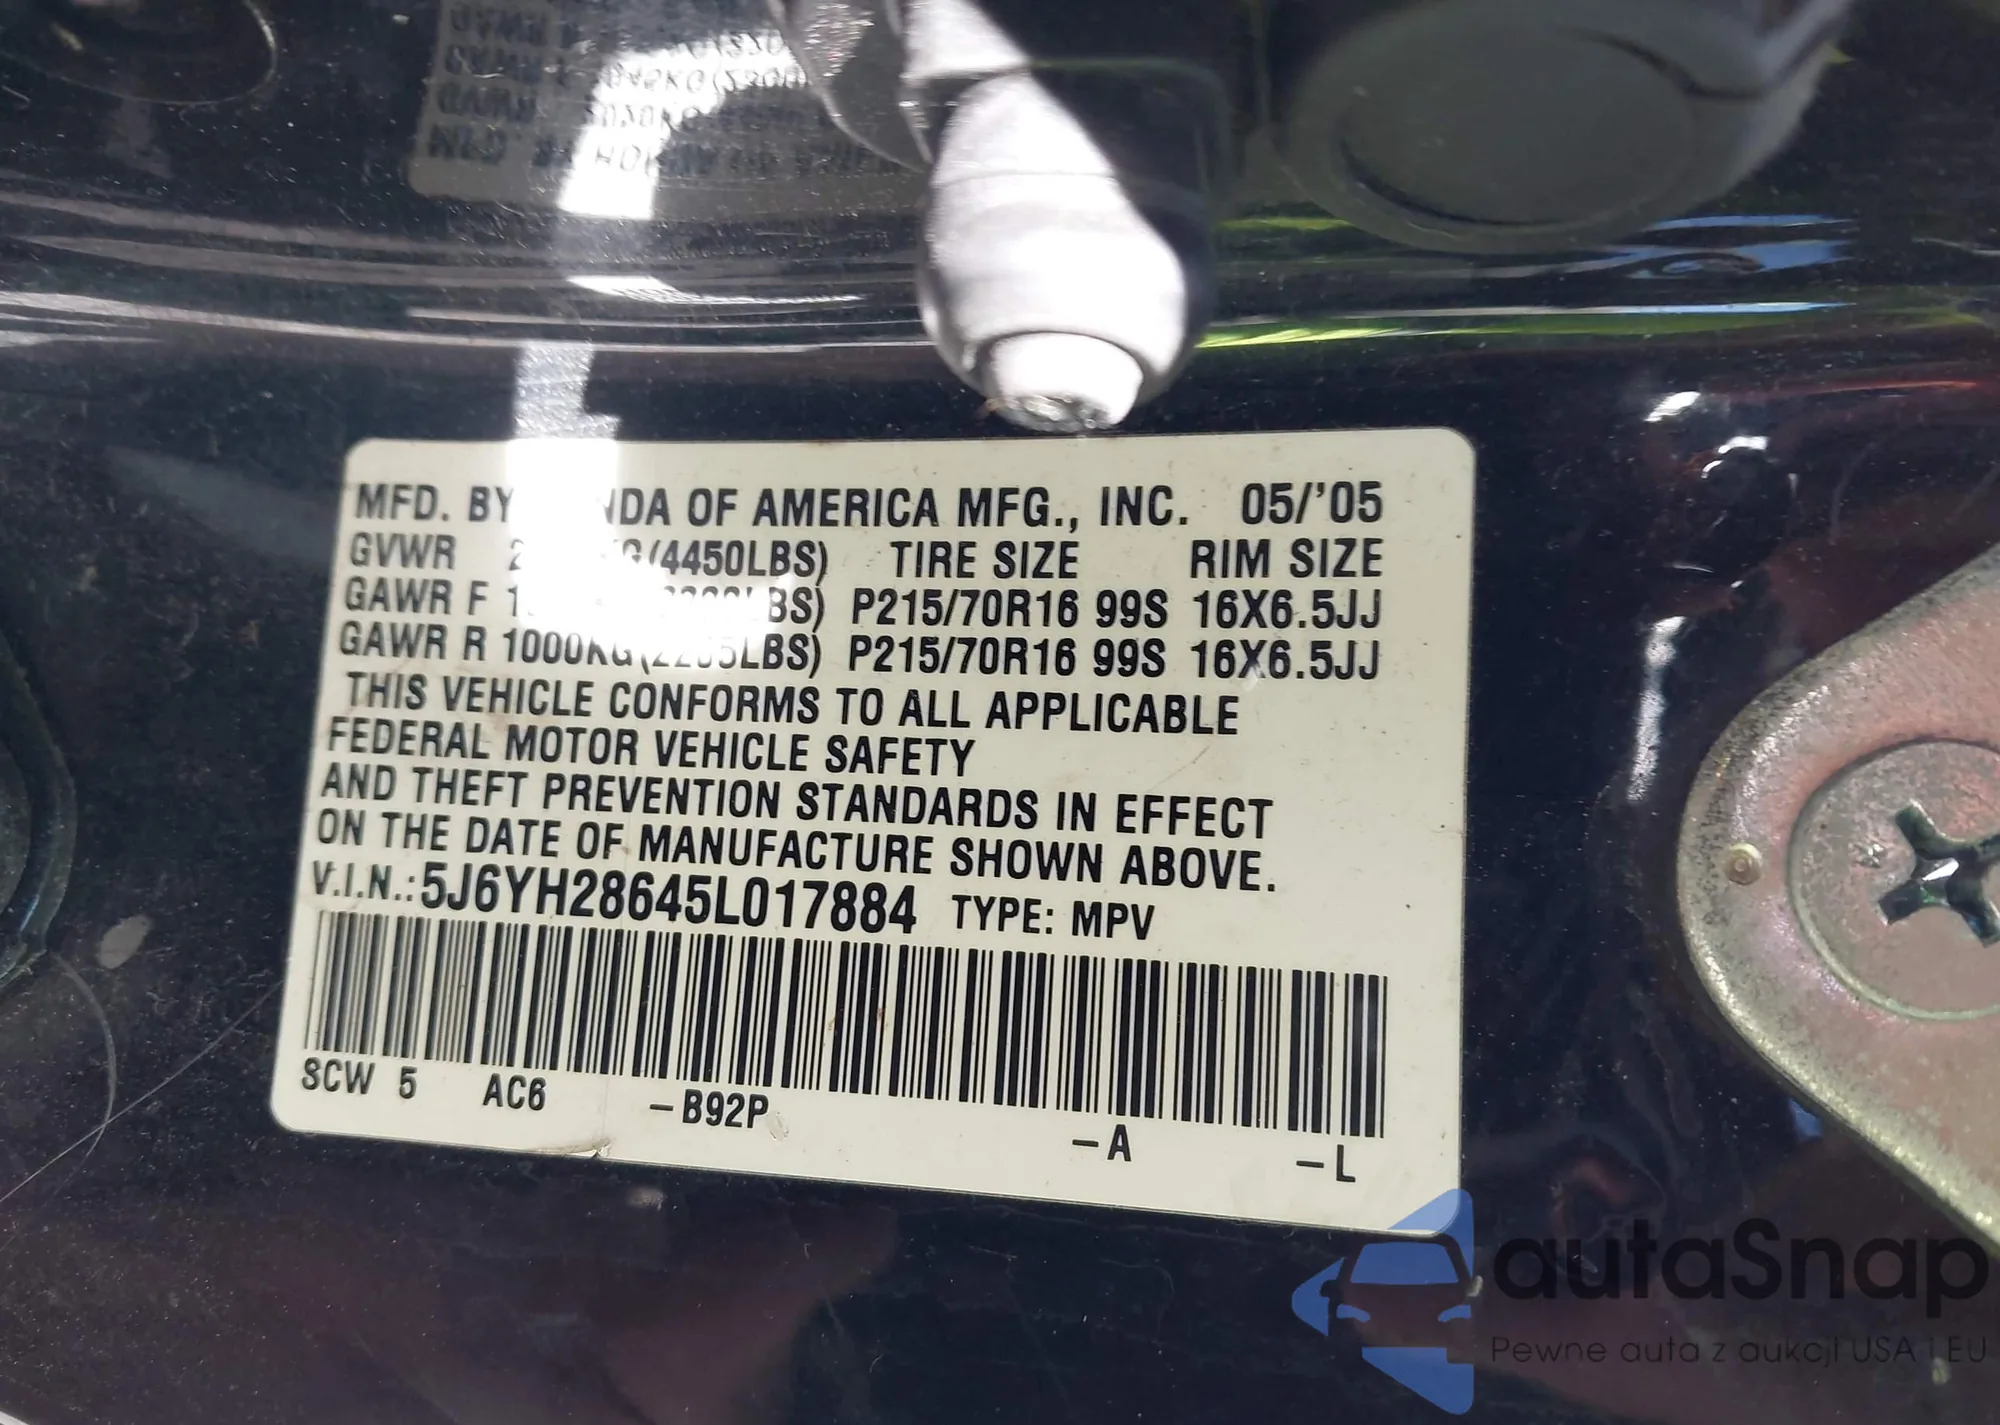 MFD. BY OF AMERICA MFG., INC. 05/'05
GVWR (4450LBS) TIRE SIZE RIM SIZE
GAWR F P215/70R16 99S 16X6.5JJ
GAWR R 1000KG P215/70R16 99S 16X6.5JJ
THIS VEHICLE CONFORMS TO ALL APPLICABLE
FEDERAL MOTOR VEHICLE SAFETY
AND THEFT PREVENTION STANDARDS IN EFFECT
ON THE DATE OF MANUFACTURE SHOWN ABOVE.
V.I.N.: 5J6YH28645L017884 TYPE: MPV
SCW 5 AC6 -B92P -A -L
autaSnap
Pewne auta z aukcji USA i EU